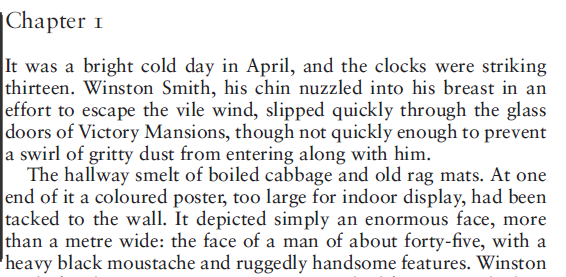 Chapter 1
It was a bright cold day in April, and the clocks were striking
thirteen. Winston Smith, his chin nuzzled into his breast in an
effort to escape the vile wind, slipped quickly through the glass
doors of Victory Mansions, though not quickly enough to prevent
a swirl of gritty dust from entering along with him.
The hallway smelt of boiled cabbage and old rag mats. At one
end of it a coloured poster, too large for indoor display, had been
tacked to the wall. It depicted simply an enormous face, more
than a metre wide: the face of a man of about forty-five, with a
heavy black moustache and ruggedly handsome features. Winston